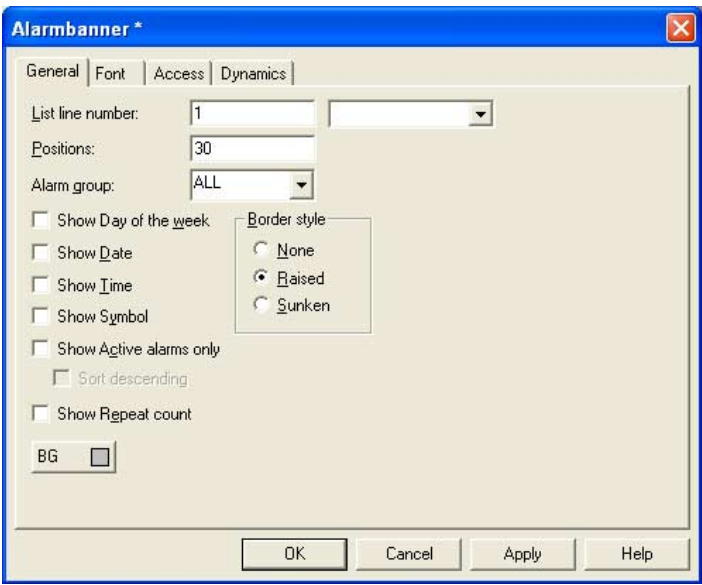 Alarmbanner *
General Font Access Dynamics
List line number: 1
Positions: 30
Alarm group: ALL
Show Day of the week
Border style
Show Date
None
Show Time
Raised
Show Symbol
Sunken
Show Active alarms only
Sort descending
Show Repeat count
BG
OK Cancel Apply Help